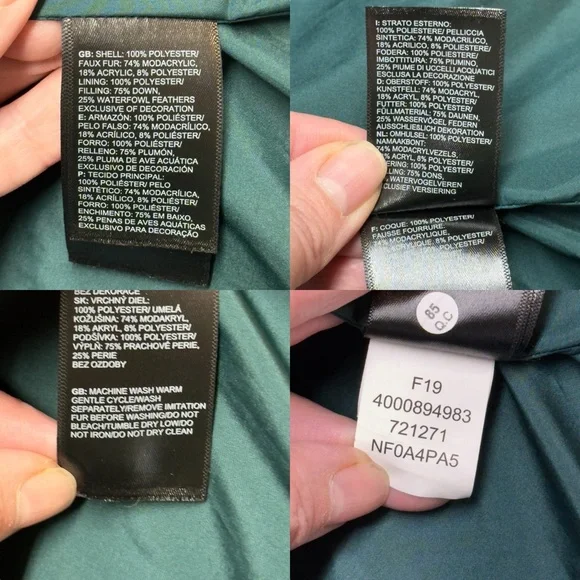 GB: SHELL: 100% POLYESTER/
FAUX FUR: 74% MODACRYLIC,
18% ACRYLIC, 8% POLYESTER/
LINING: 100% POLYESTER/
FILLING: 75% DOWN,
25% WATERFOWL FEATHERS
EXCLUSIVE OF DECORATION
E: ARMAZÓN: 100% POLIÉSTER/
PELO FALSO: 74% MODACRÍLICO,
18% ACRÍLICO, 8% POLIÉSTER/
FORRO: 100% POLIÉSTER/
RELLENO: 75% PLUMÓN
25% PLUMA DE AVE ACUÁTICA
EXCLUSIVO DE DECORACIÓN
P: TECIDO PRINCIPAL:
100% POLIÉSTER/ PELO
SINTÉTICO: 74% MODACRÍLICA,
18% ACRÍLICA, 8% POLIÉSTER/
FORRO: 100% POLIÉSTER/
ENCHIMENTO: 75% EM BAIXO,
25% PENAS DE AVES AQUÁTICAS
EXCLUSIVO PARA DECORAÇÃO
I: STRATO ESTERNO:
100% POLIESTERE/ PELLICCIA
SINTETICA: 74% MODACRILICO,
18% ACRILICO, 8% POLIESTERE/
FODERA: 100% POLIESTERE/
IMBOTTITURA: 75% PIUMINO,
25% PIUME DI UCCELLI ACQUATICI
ESCLUSA LA DECORAZIONE
D: OBERSTOFF: 100% POLYESTER/
KUNSTFELL: 74% MODACRYL,
18% ACRYL, 8% POLYESTER/
FUTTER: 100% POLYESTER/
FÜLLMATERIAL: 75% DAUNEN,
25% WASSERVÖGEL FEDERN
AUSSCHLIEßLICH DEKORATION
NL: OMHULSEL: 100% POLYESTER/
NAMAAKBONT:
MODACRYLVEZELS,
ACRYL, 8% POLYESTER/
100% POLYESTER/
75% DONS,
WATERVOGELVEREN
VERSIERING
F: COQUE: 100% POLYESTER/
FAUSSE FOURRURE:
74% MODACRYLIQUE,
8% POLYESTER/
100% POLYESTER/
BEZ DEKORÁCE
SK: VRCHNÝ DIEL:
100% POLYESTER/ UMELÁ
KOŽUŠINA: 74% MODAKRYL,
18% AKRYL, 8% POLYESTER/
PODŠÍVKA: 100% POLYESTER/
VÝPLŇ: 75% PRACHOVÉ PERIE,
25% PERIE
BEZ OZDOBY
GB: MACHINE WASH WARM
GENTLE CYCLE/WASH
SEPARATELY/REMOVE IMITATION
FUR BEFORE WASHING/DO NOT
BLEACH/TUMBLE DRY LOW/DO
NOT IRON/DO NOT DRY CLEAN
85
Q.C
F19
4000894983
721271
NF0A4PA5